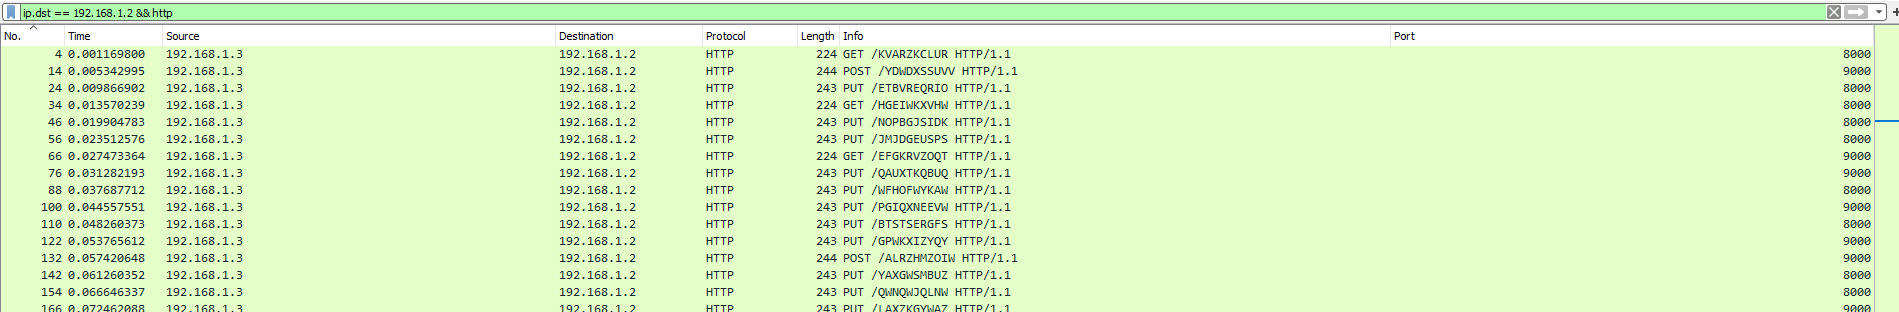 ip.dst == 192.168.1.2 && http
No. Time Source Destination Protocol Length Info Port
4 0.001169800 192.168.1.3 192.168.1.2 HTTP 224 GET /KVARZKCLUR HTTP/1.1 8000
14 0.005342995 192.168.1.3 192.168.1.2 HTTP 244 POST /YDWDXSSUVV HTTP/1.1 9000
24 0.009866902 192.168.1.3 192.168.1.2 HTTP 243 PUT /ETBVREQRIO HTTP/1.1 8000
34 0.013570239 192.168.1.3 192.168.1.2 HTTP 224 GET /HGEIWKXVHW HTTP/1.1 8000
46 0.019904783 192.168.1.3 192.168.1.2 HTTP 243 PUT /NOPBGJSIDK HTTP/1.1 8000
56 0.023512576 192.168.1.3 192.168.1.2 HTTP 243 PUT /JMJDGEUSPS HTTP/1.1 8000
66 0.027473364 192.168.1.3 192.168.1.2 HTTP 224 GET /EFGKRVZOQT HTTP/1.1 9000
76 0.031282193 192.168.1.3 192.168.1.2 HTTP 243 PUT /QAUXTKQBUQ HTTP/1.1 9000
88 0.037687712 192.168.1.3 192.168.1.2 HTTP 243 PUT /WFHOFWYKAW HTTP/1.1 8000
100 0.044557551 192.168.1.3 192.168.1.2 HTTP 243 PUT /PGIQXNEEVW HTTP/1.1 9000
110 0.048260373 192.168.1.3 192.168.1.2 HTTP 243 PUT /BTSTSERGFS HTTP/1.1 8000
122 0.053765612 192.168.1.3 192.168.1.2 HTTP 243 PUT /GPWKXIZYQY HTTP/1.1 9000
132 0.057420648 192.168.1.3 192.168.1.2 HTTP 244 POST /ALRZHMZOIW HTTP/1.1 9000
142 0.061260352 192.168.1.3 192.168.1.2 HTTP 243 PUT /YAXGWSMBUZ HTTP/1.1 8000
154 0.066646337 192.168.1.3 192.168.1.2 HTTP 243 PUT /QWNQWJQLNW HTTP/1.1 8000
166 0.072462088 192.168.1.3 192.168.1.2 HTTP 243 PUT /LAXZKGYWAZ HTTP/1.1 9000